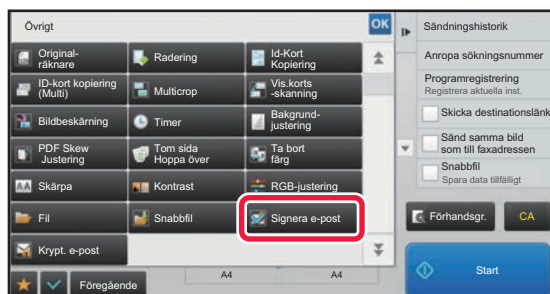 Övrigt
OK
Original-
räknare
Radering
Id-Kort
Kopiering
ID-kort kopiering
(Multi)
Multicrop
Vis.korts
-skanning
Bildbeskärning
Timer
Bakgrund-
justering
PDF Skew
Justering
Tom sida
Hoppa över
Ta bort
färg
Skärpa
Kontrast
RGB-justering
Fil
Snabbfil
Signera e-post
Krypt. e-post
Föregående
A4
A4
Sändningshistorik
Anropa sökningsnummer
Programregistrering
Registrera aktuella inst.
Skicka destinationslänk
Sänd samma bild
som till faxadressen
Snabbfil
Spara data tillfälligt
Förhandsgr.
CA
Start